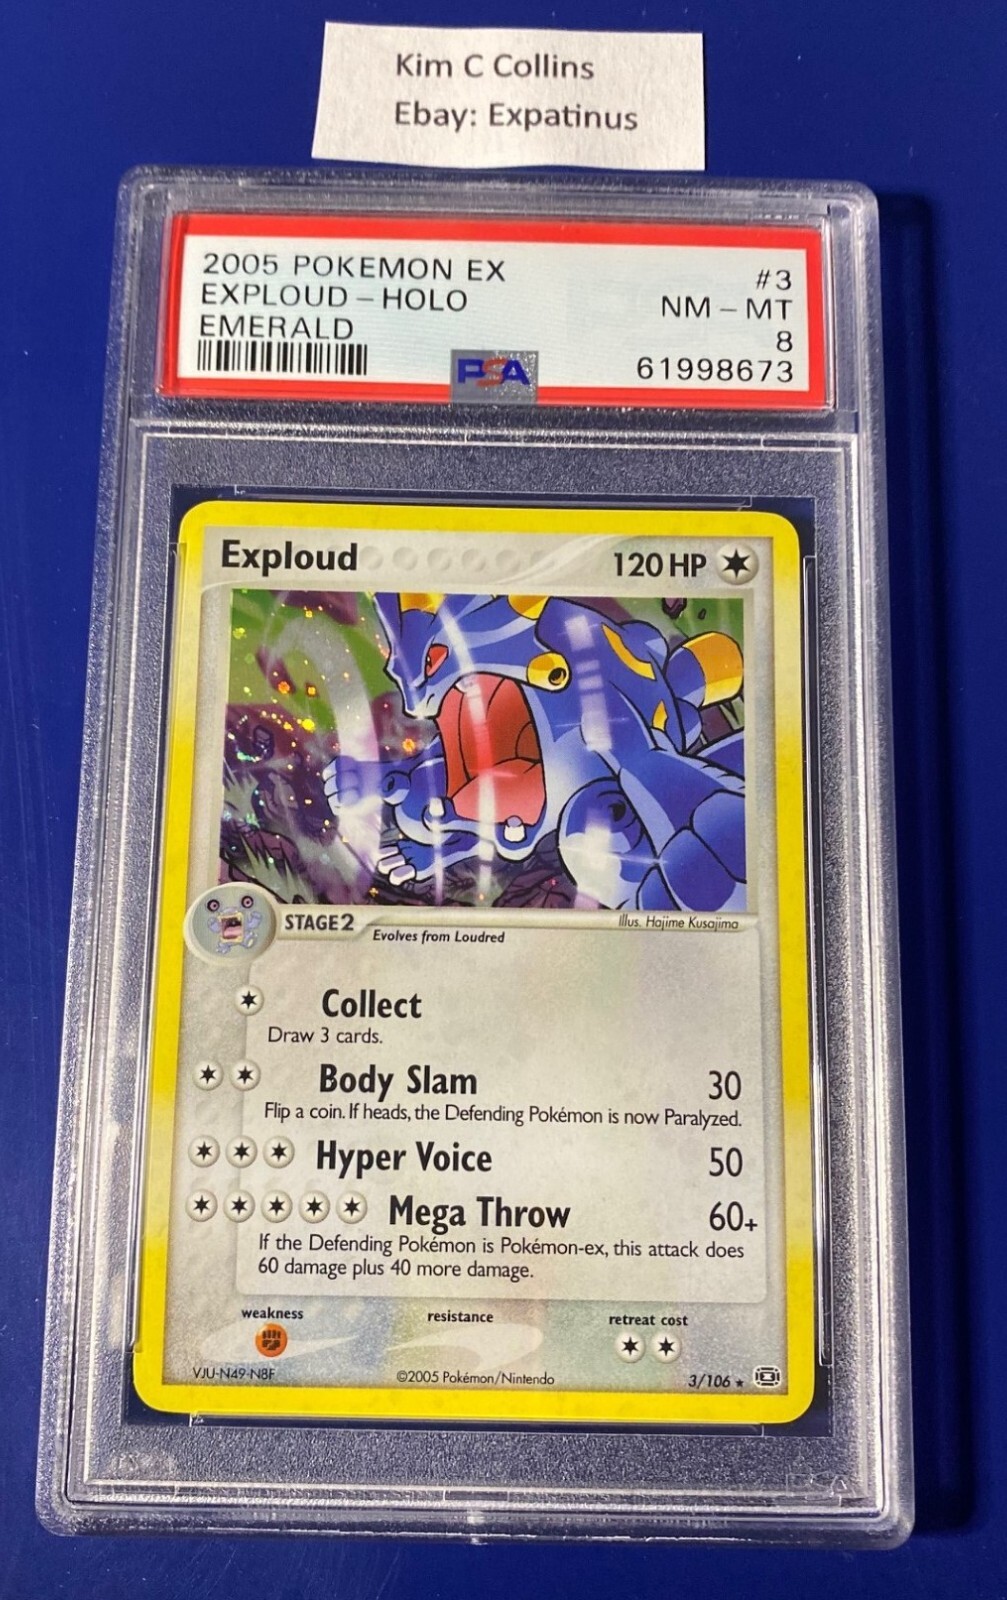 Kim C Collins
Ebay: Expatinus
2005 POKEMON EX
EXPLOUD - HOLO
EMERALD
#3
NM - MT
8
61998673
PSA
Exploud
120 HP
STAGE 2
Evolves from Loudred
Illus. Hajime Kusajima
Collect
Draw 3 cards.
Body Slam 30
Flip a coin. If heads, the Defending Pokémon is now Paralyzed.
Hyper Voice 50
Mega Throw 60+
If the Defending Pokémon is Pokémon-ex, this attack does
60 damage plus 40 more damage.
weakness
resistance
retreat cost
VJU-N49-N8F
©2005 Pokémon/Nintendo
3/106 ★